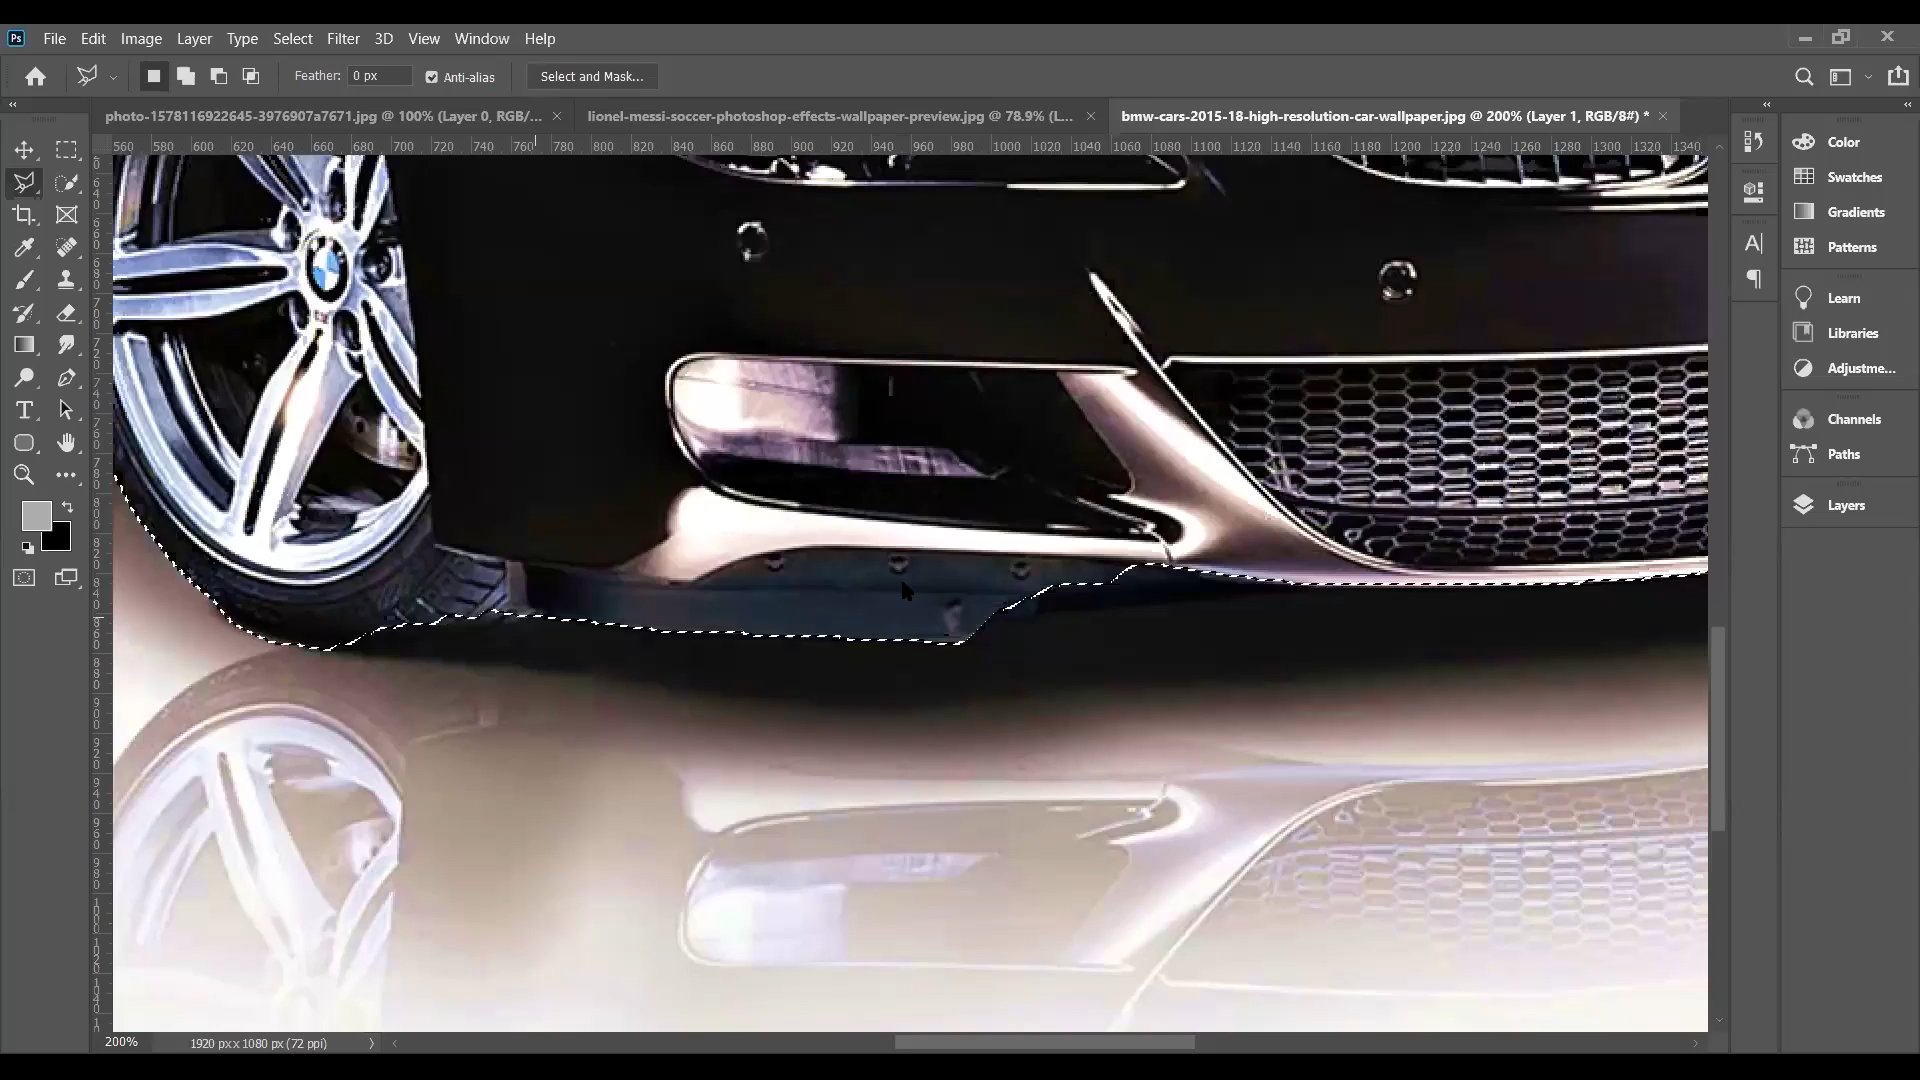 Ps File Edit Image Layer Type Select Filter 3D View Window Help
Feather: 0 px Anti-alias Select and Mask...
photo-1578116922645-3976907a7671.jpg @ 100% (Layer 0, RGB/... lionel-messi-soccer-photoshop-effects-wallpaper-preview.jpg @ 78.9% (L... bmw-cars-2015-18-high-resolution-car-wallpaper.jpg @ 200% (Layer 1, RGB/8#) *
560 580 600 620 640 660 680 700 720 740 760 780 800 820 840 860 880 900 920 940 960 980 1000 1020 1040 1060 1080 1100 1120 1140 1160 1180 1200 1220 1240 1260 1280 1300 1320 1340
Color
Swatches
Gradients
Patterns
Learn
Libraries
Adjustme...
Channels
Paths
Layers
200% 1920 px x 1080 px (72 ppi)